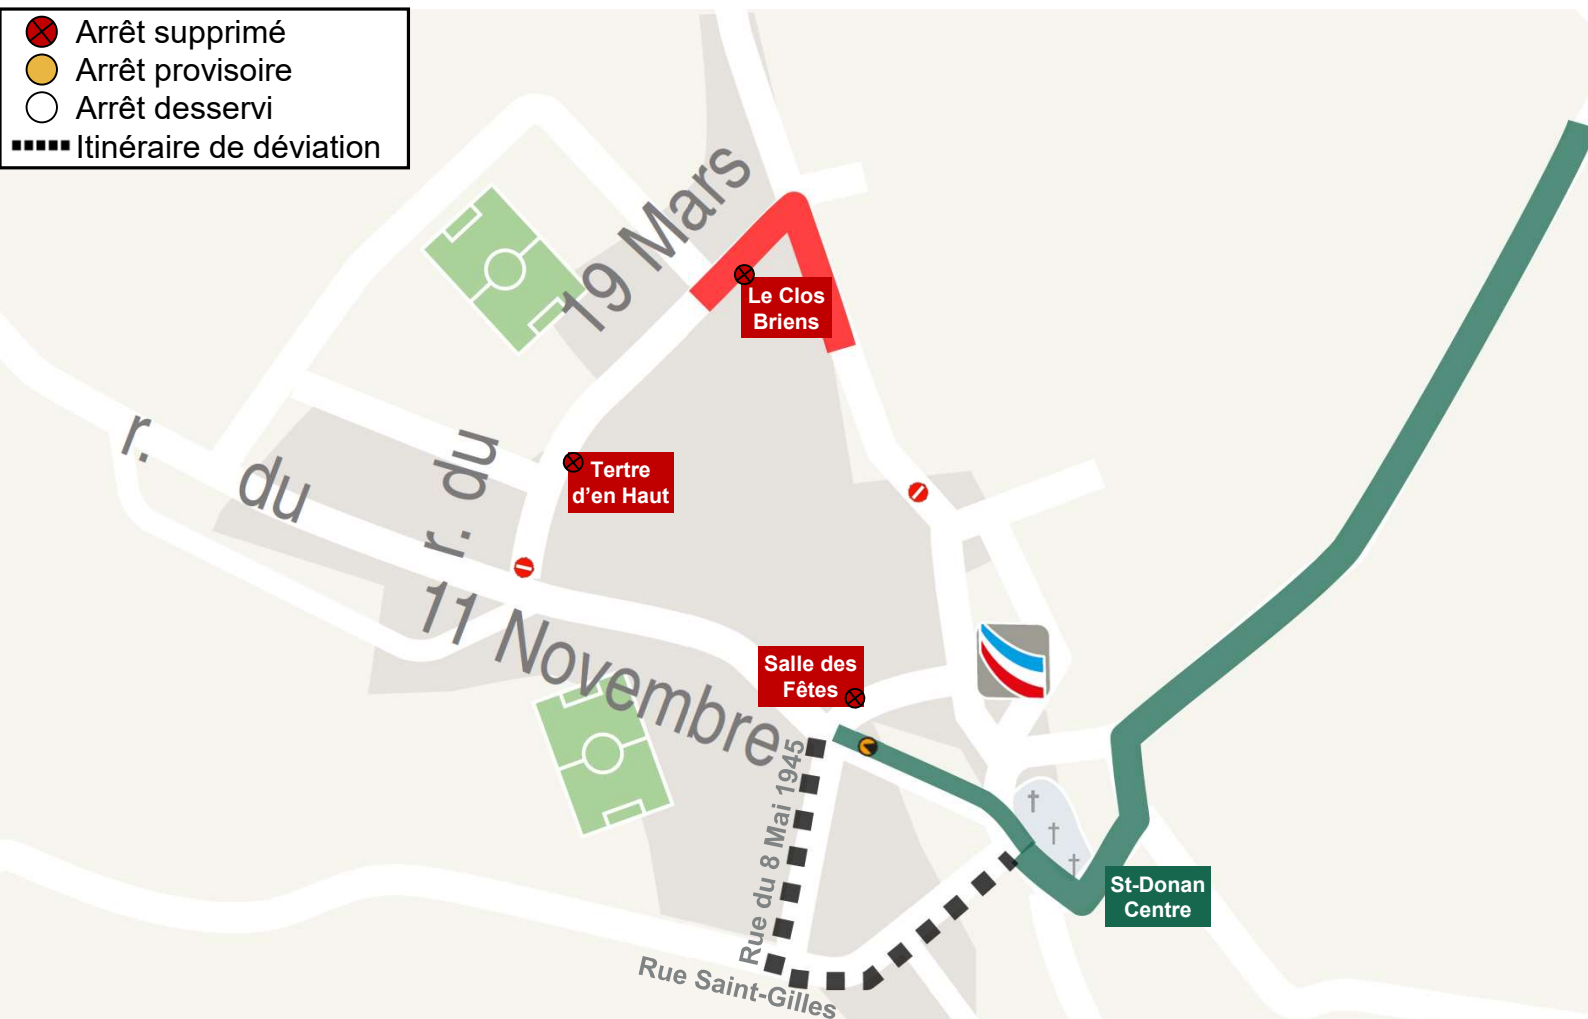 Arrêt supprimé
Arrêt provisoire
Arrêt desservi
Itinéraire de déviation
19 Mars
Le Clos
Briens
r. du
r. du
Tertre
d'en Haut
11 Novembre
Salle des
Fêtes
Rue du 8 Mai 1945
St-Donan
Centre
Rue Saint-Gilles